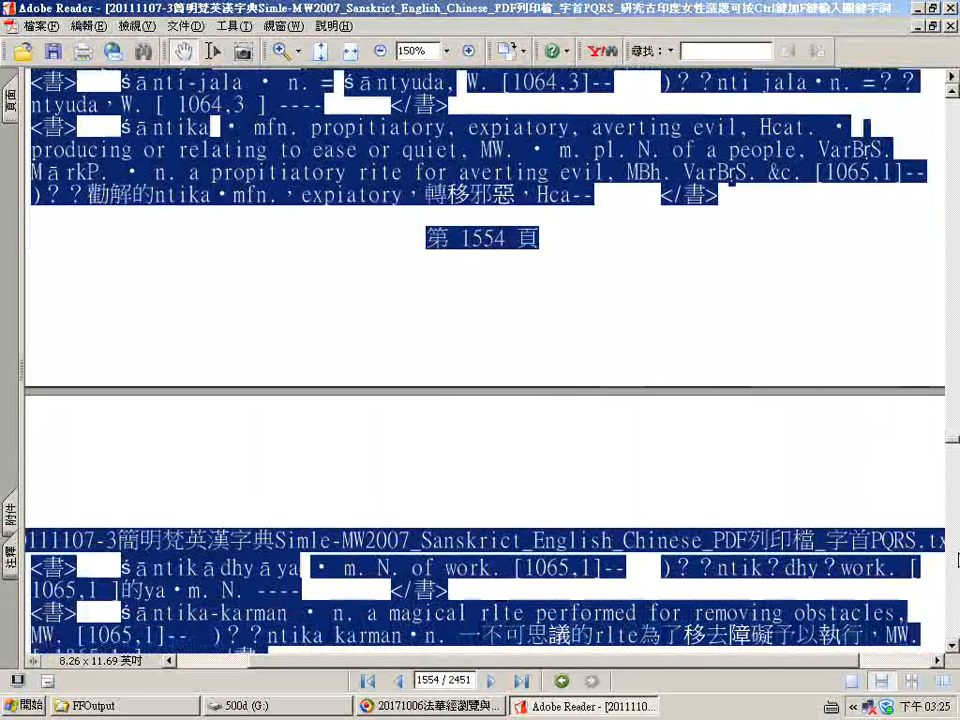 Adobe Reader - [20111107-3簡明梵英漢字典Simle-MW2007_Sanskrict_English_Chinese_PDF列印檔_字首PQRS_研究古印度女性議題可按Ctrl鍵加F鍵輸入關鍵字詞...
檔案(F) 編輯(E) 檢視(V) 文件(D) 工具(T) 視窗(W) 說明(H)
150% Y! 尋找:
頁面
<書> śānti-jala · n. = śāntyuda, W. [1064,3]-- )??nti jala·n. =??
ntyuda,W. [ 1064,3 ] ---- </書>
<書> śāntika · mfn. propitiatory, expiatory, averting evil, Hcat. ·
producing or relating to ease or quiet, MW. · m. pl. N. of a people, VarBṛS.
MārkP. · n. a propitiatory rite for averting evil, MBh. VarBṛS. &c. [1065,1]--
)??勸解的ntika·mfn.,expiatory,轉移邪惡,Hca-- </書>
第 1554 頁
附件
注釋
0111107-3簡明梵英漢字典Simle-MW2007_Sanskrict_English_Chinese_PDF列印檔_字首PQRS.tx
<書> śāntikādhyāya · m. N. of work. [1065,1]-- )??ntik?dhy?work. [
1065,1 ]的ya·m. N. ---- </書>
<書> śāntika-karman · n. a magical rlte performed for removing obstacles,
MW. [1065,1]-- )??ntika karman·n. 一不可思議的rlte為了移去障礙予以執行,MW.
8.26 x 11.69 英吋
1554 / 2451
開始 FFOutput 500d (G:) 20171006法華經瀏覽與... Adobe Reader - [2011110... 下午 03:25